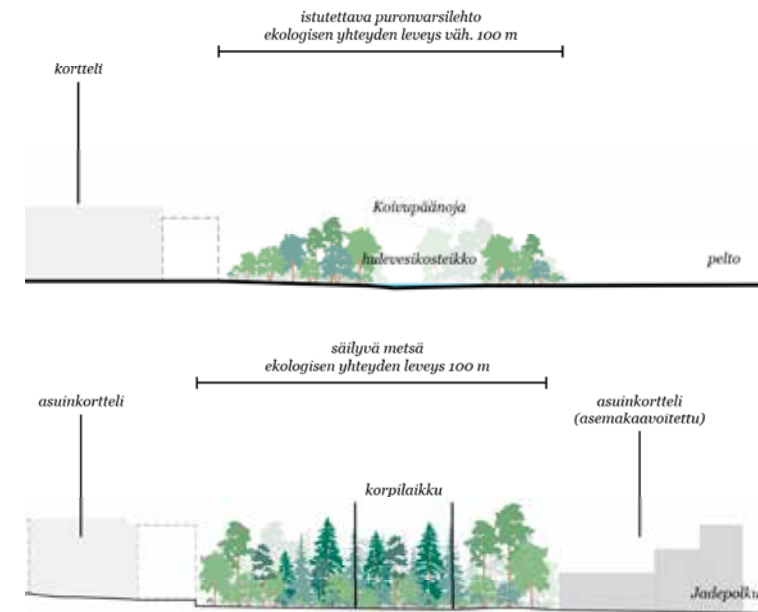 istutettava puronvarsilehto
ekologisen yhteyden leveys väh. 100 m
kortteli
Koivupäänoja
hulevesikosteikko
pelto
säilyvä metsä
ekologisen yhteyden leveys 100 m
asuinkortteli
asuinkortteli
(asemakaavoitettu)
korpilaikku
Jadepolku